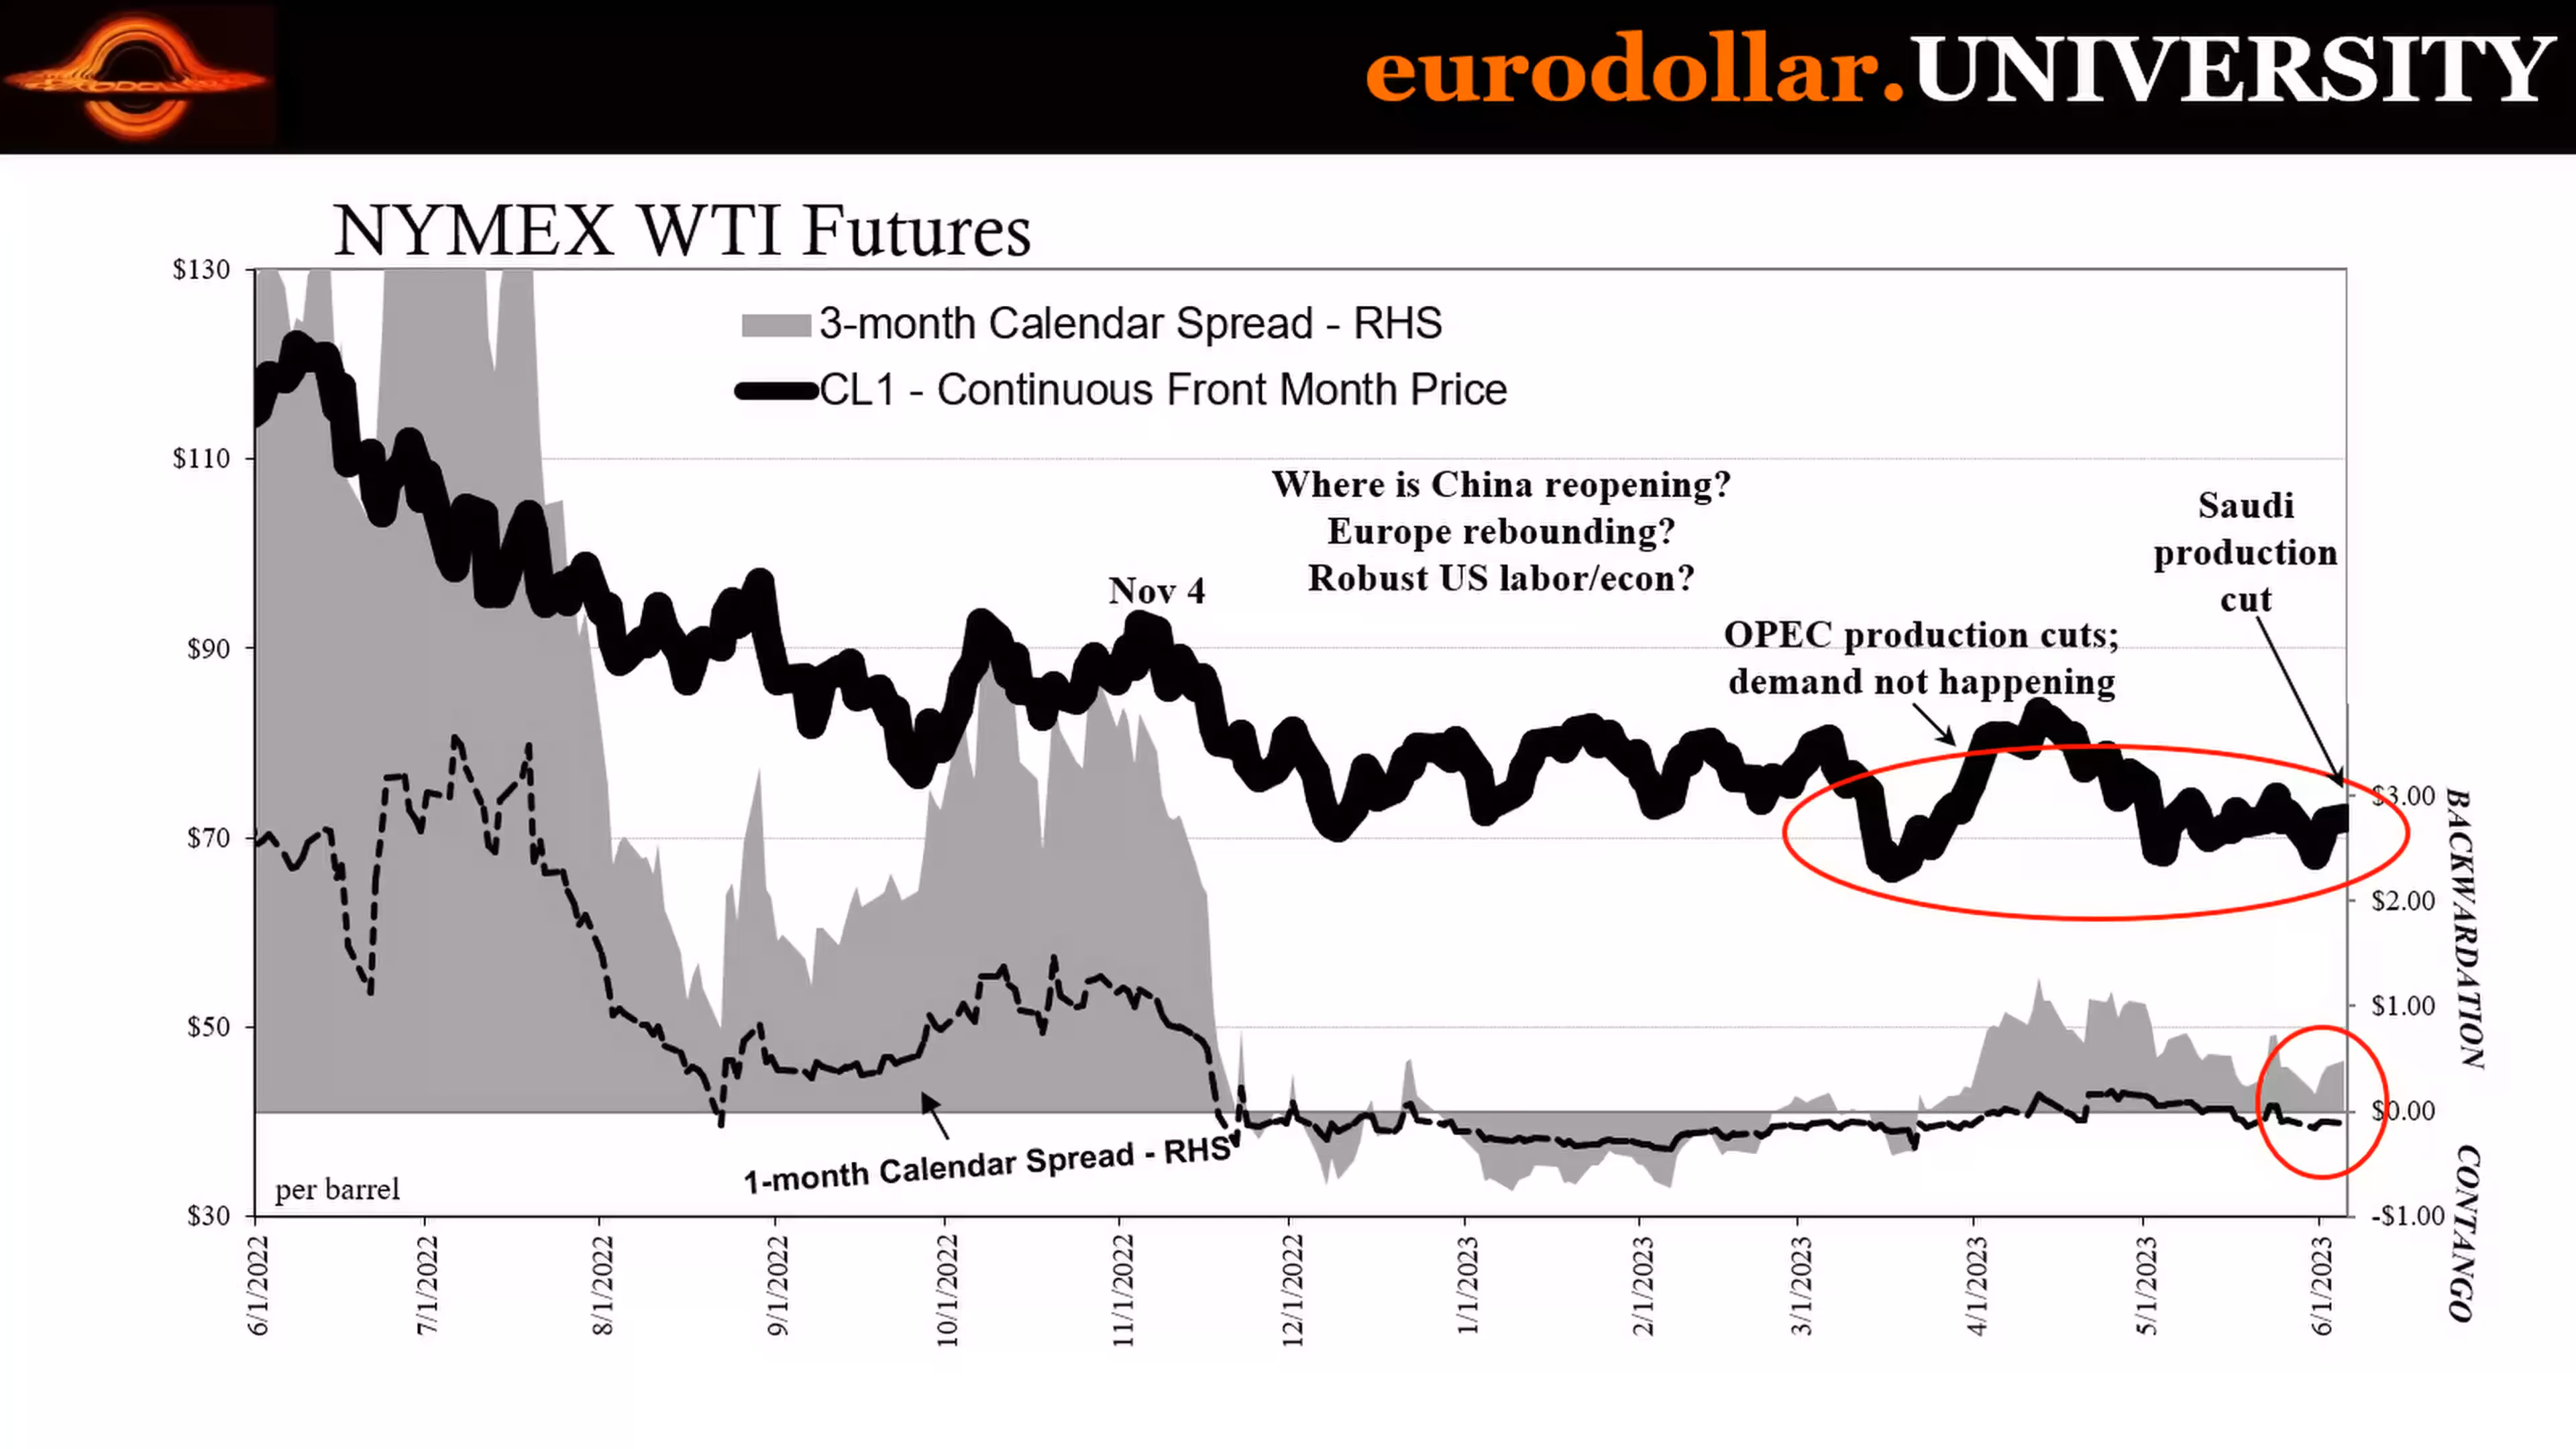 eurodollar.UNIVERSITY
NYMEX WTI Futures
3-month Calendar Spread - RHS
CL1 - Continuous Front Month Price
$130
$110
$90
$70
$50
$30
Where is China reopening?
Europe rebounding?
Robust US labor/econ?
Nov 4
Saudi
production
cut
OPEC production cuts;
demand not happening
1-month Calendar Spread - RHS
per barrel
$3.00
$2.00
$1.00
$0.00
-$1.00
BACKWARDATION
CONTANGO
6/1/2022
7/1/2022
8/1/2022
9/1/2022
10/1/2022
11/1/2022
12/1/2022
1/1/2023
2/1/2023
3/1/2023
4/1/2023
5/1/2023
6/1/2023